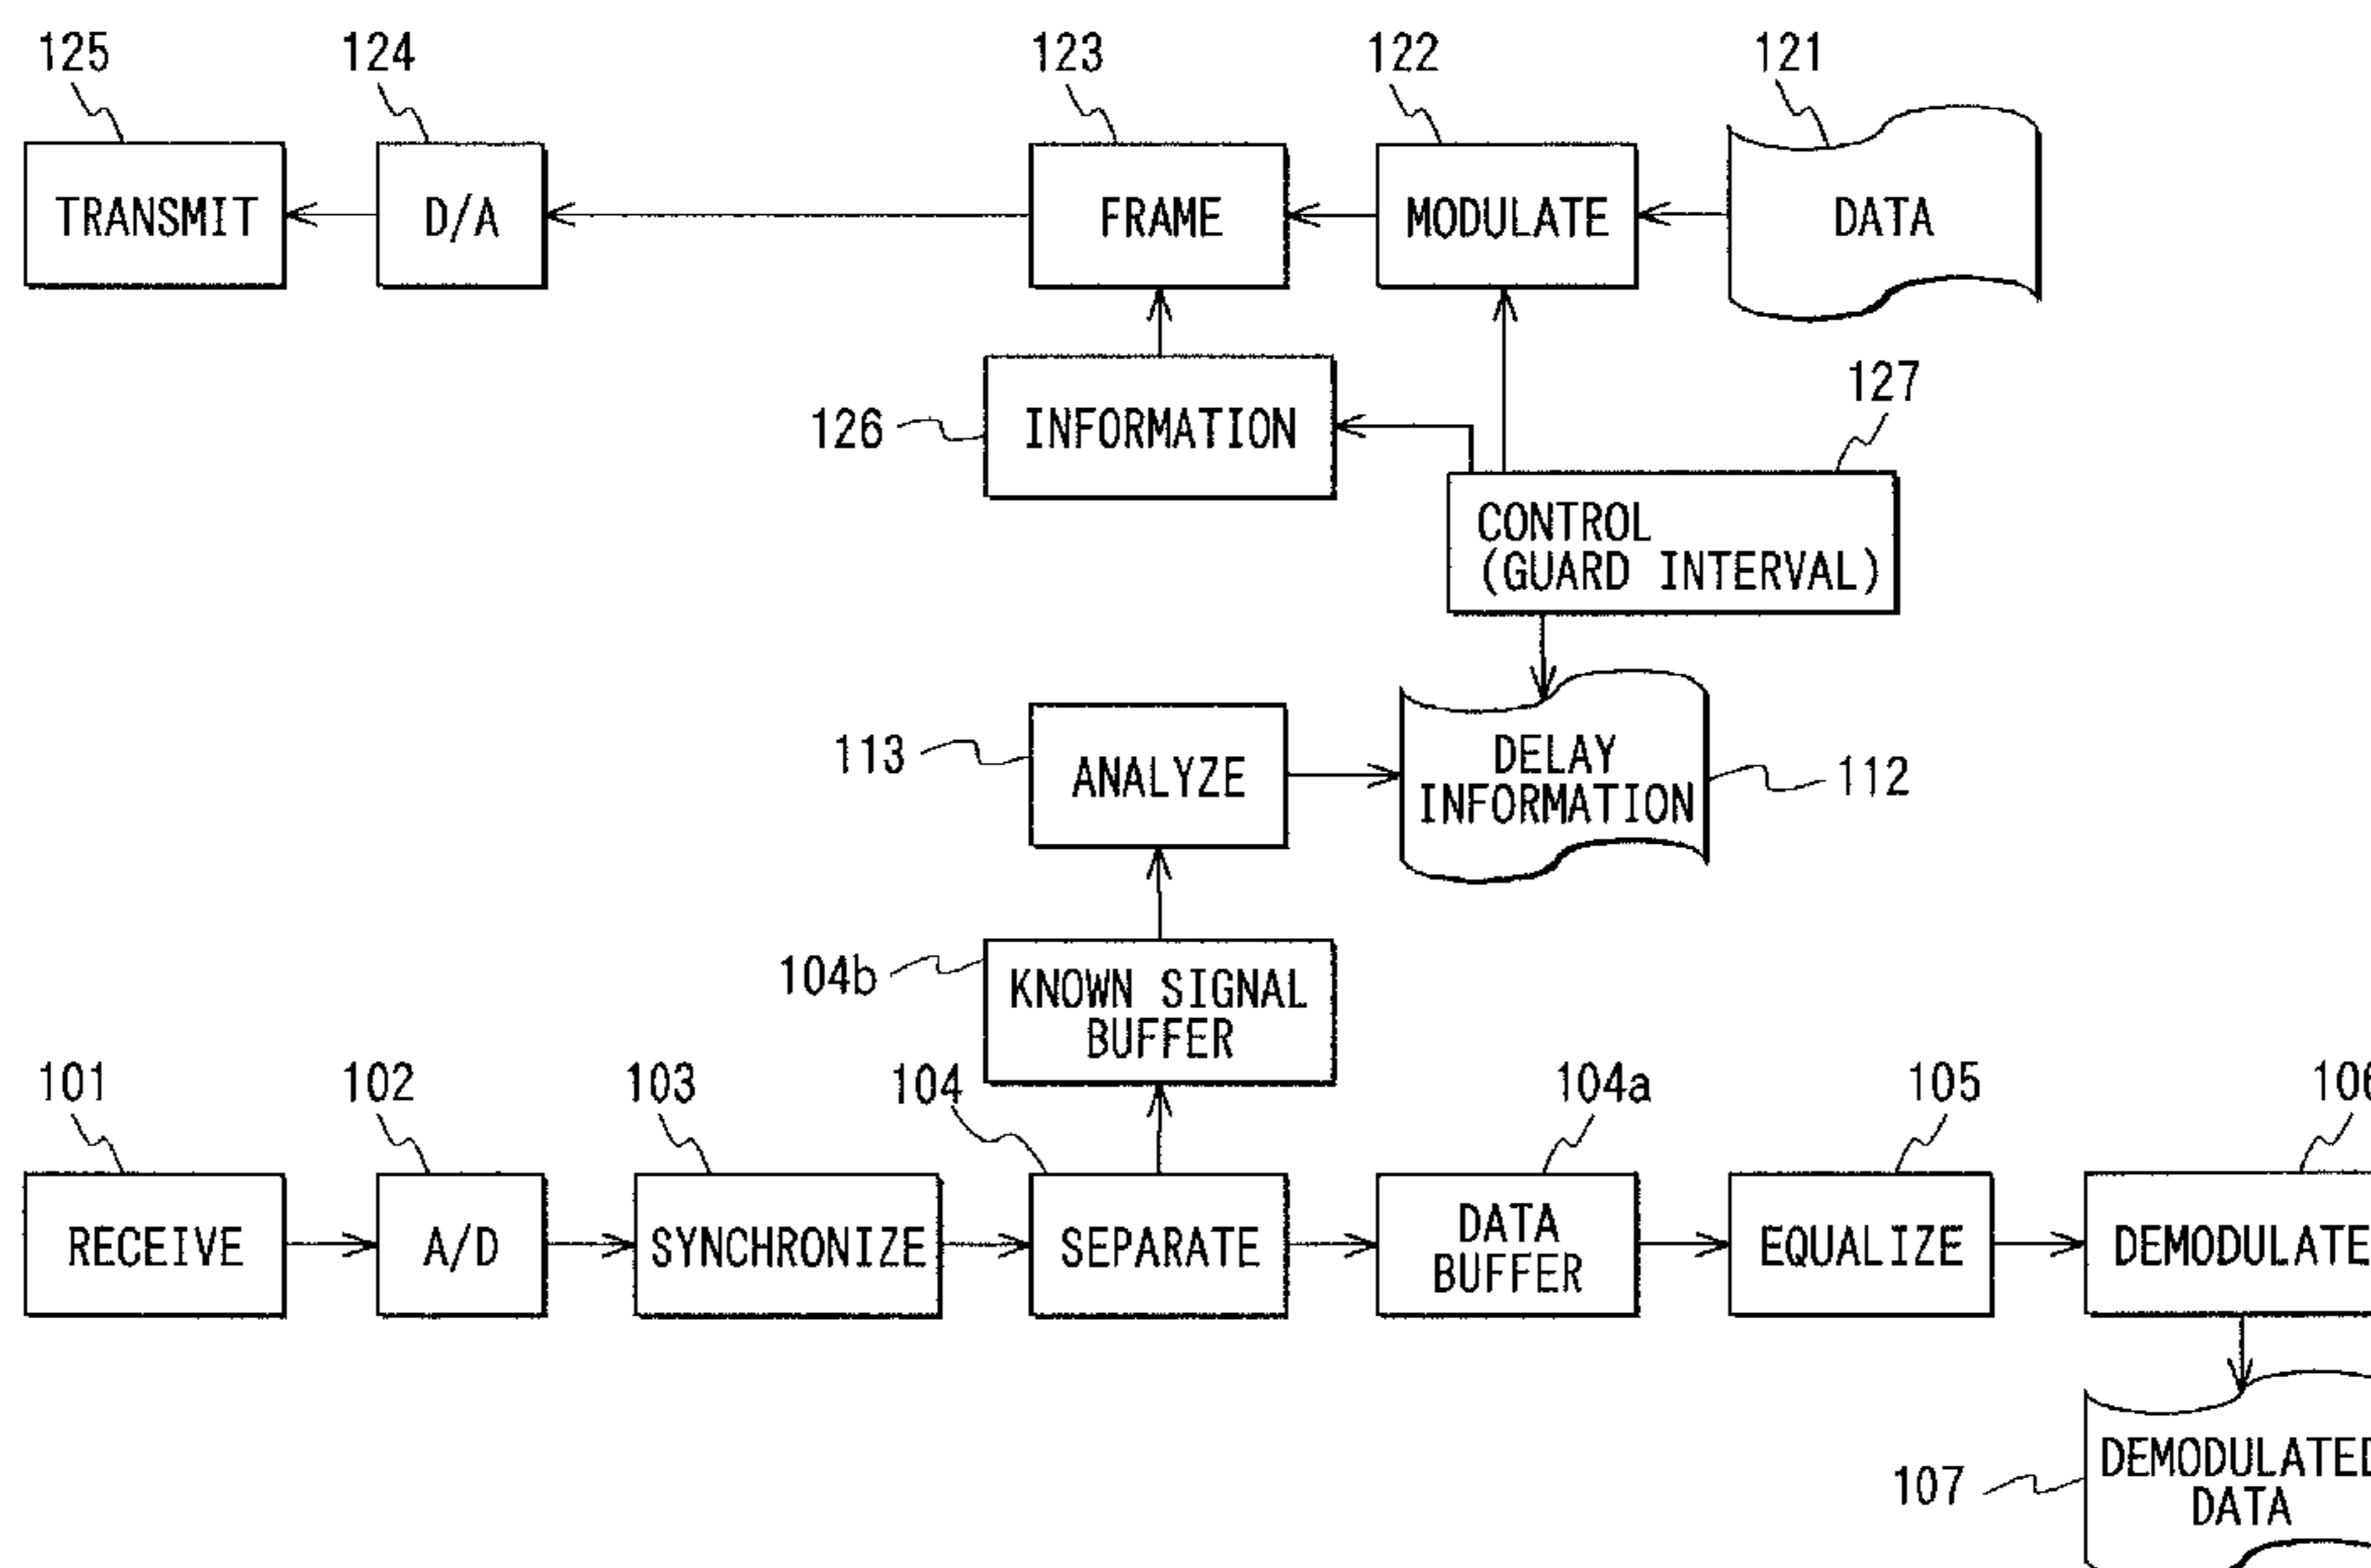 125
124
123
122
121
TRANSMIT
D/A
FRAME
MODULATE
DATA
127
126
INFORMATION
CONTROL
(GUARD INTERVAL)
113
ANALYZE
DELAY
INFORMATION
112
104b
KNOWN SIGNAL
BUFFER
101
102
103
104
104a
105
106
RECEIVE
A/D
SYNCHRONIZE
SEPARATE
DATA
BUFFER
EQUALIZE
DEMODULATE
107
DEMODULATED
DATA